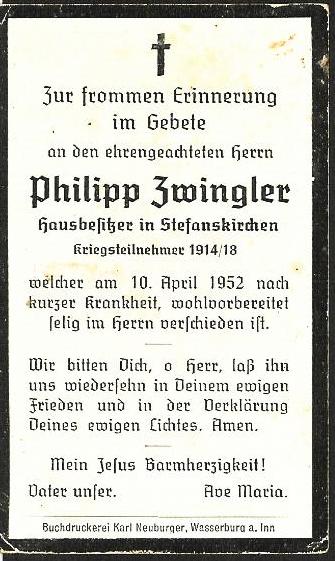 Zur frommen Erinnerung
im Gebete
an den ehrengeachteten Herrn
Philipp Zwingler
Hausbesitzer in Stefanskirchen
Kriegsteilnehmer 1914/18
welcher am 10. April 1952 nach
kurzer Krankheit, wohlvorbereitet
selig im Herrn verschieden ist.
Wir bitten Dich, o Herr, laß ihn
uns wiedersehn in Deinem ewigen
Frieden und in der Verklärung
Deines ewigen Lichtes. Amen.
Mein Jesus Barmherzigkeit!
Vater unser. Ave Maria.
Buchdruckerei Karl Neuburger, Wasserburg a. Inn